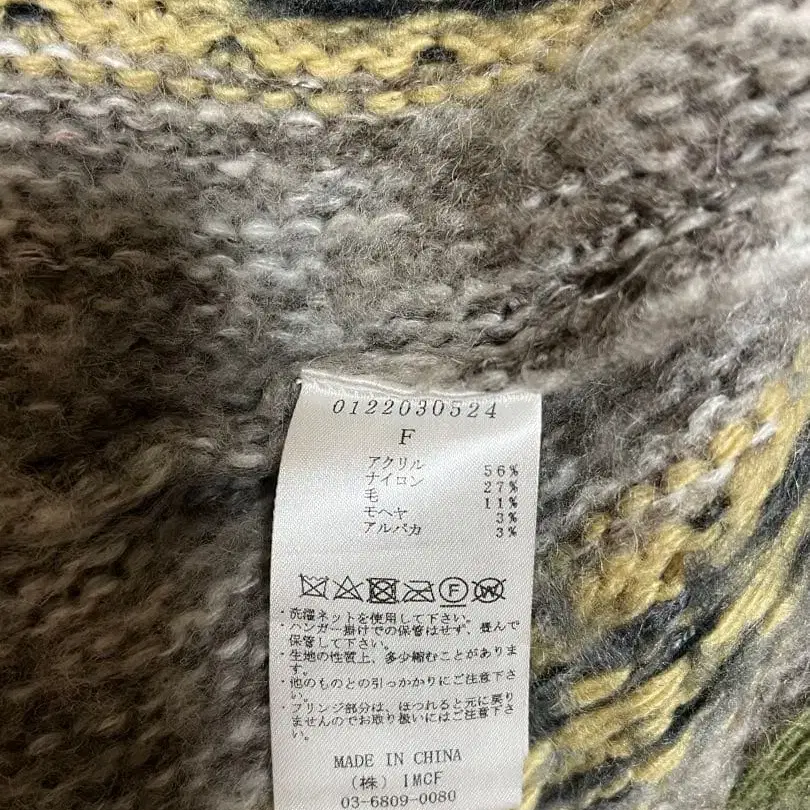 0122030524
F
アクリル 56%
ナイロン 27%
毛 11%
モヘヤ 3%
アルパカ 3%
F W
・洗濯ネットを使用して下さい。
・ハンガー掛けでの保管はせず、畳んで
保管して下さい。
・生地の性質上、多少縮むことがありま
す。
・他のものとの引っかかりにご注意下さ
い。
・フリンジ部分は、ほつれると元に戻り
ませんのでお取り扱いにはご注意下さ
い。
MADE IN CHINA
(株) IMCF
03-6809-0080